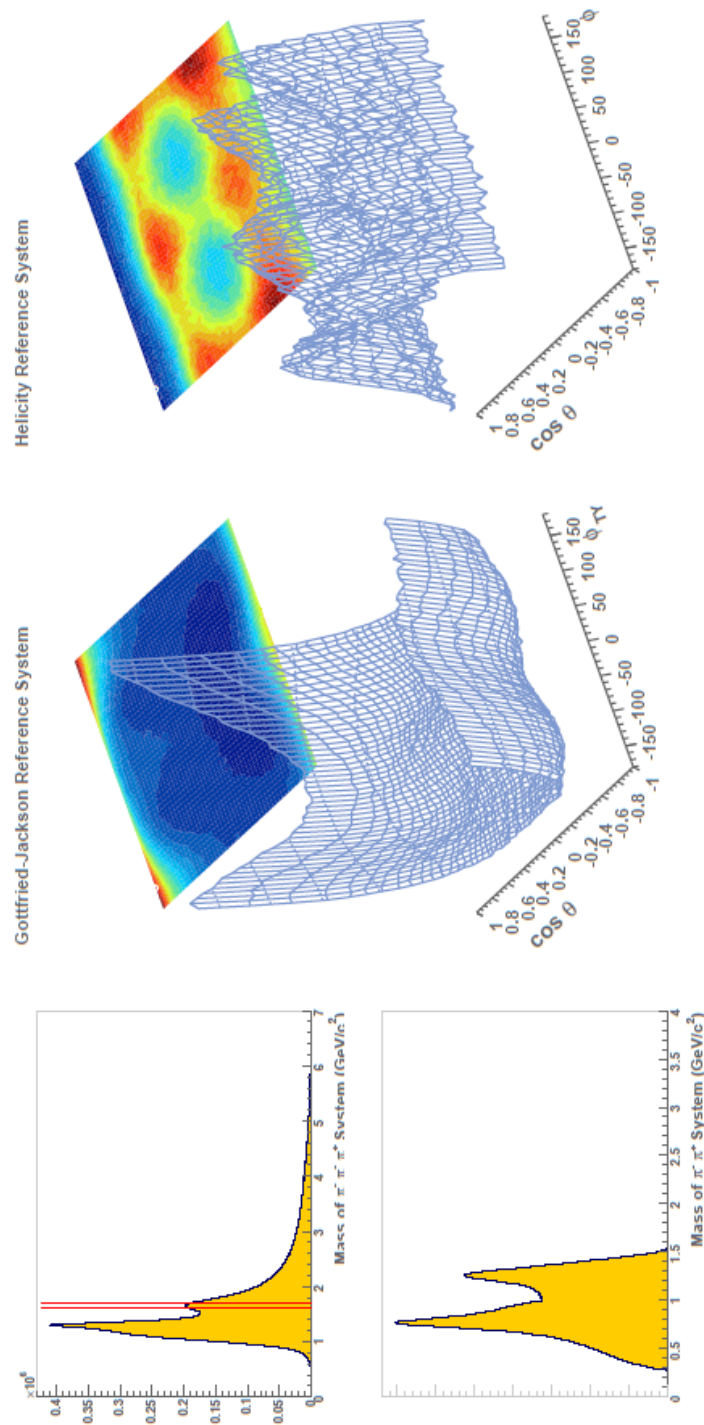 Gottfried-Jackson Reference System
Helicity Reference System
×10⁶
0.4
0.35
0.3
0.25
0.2
0.15
0.1
0.05
0
0 1 2 3 4 5 6 7
Mass of π⁻ π⁻ π⁺ System (GeV/c²)
0 0.5 1 1.5 2 2.5 3 3.5 4
Mass of π⁻ π⁺ System (GeV/c²)
1 0.8 0.6 0.4 0.2 0 -0.2 -0.4 -0.6 -0.8 -1
cos θ
-150 -100 -50 0 50 100 150
ϕ TY
1 0.8 0.6 0.4 0.2 0 -0.2 -0.4 -0.6 -0.8 -1
cos θ
-150 -100 -50 0 50 100 150
ϕ